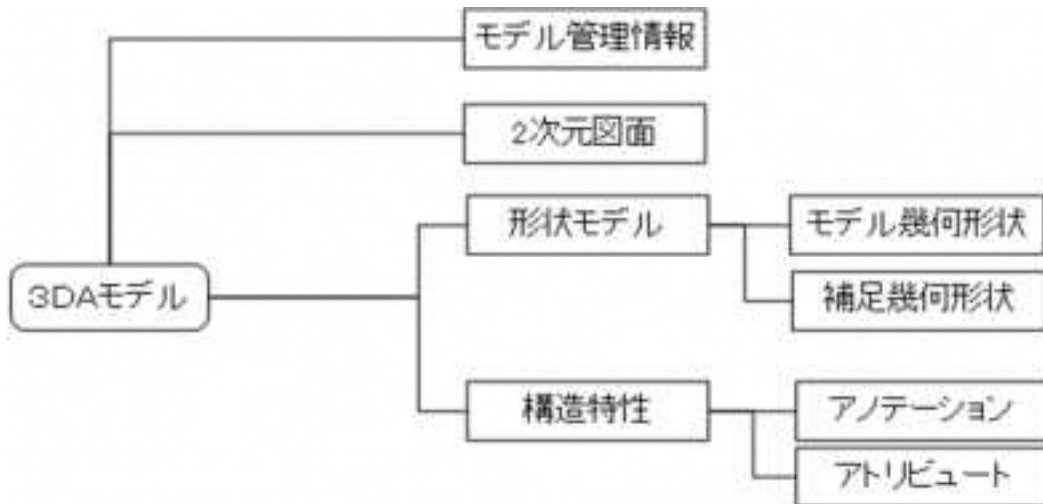 モデル管理情報
2次元図面
形状モデル
モデル幾何形状
3DAモデル
補足幾何形状
構造特性
アノテーション
アトリビュート